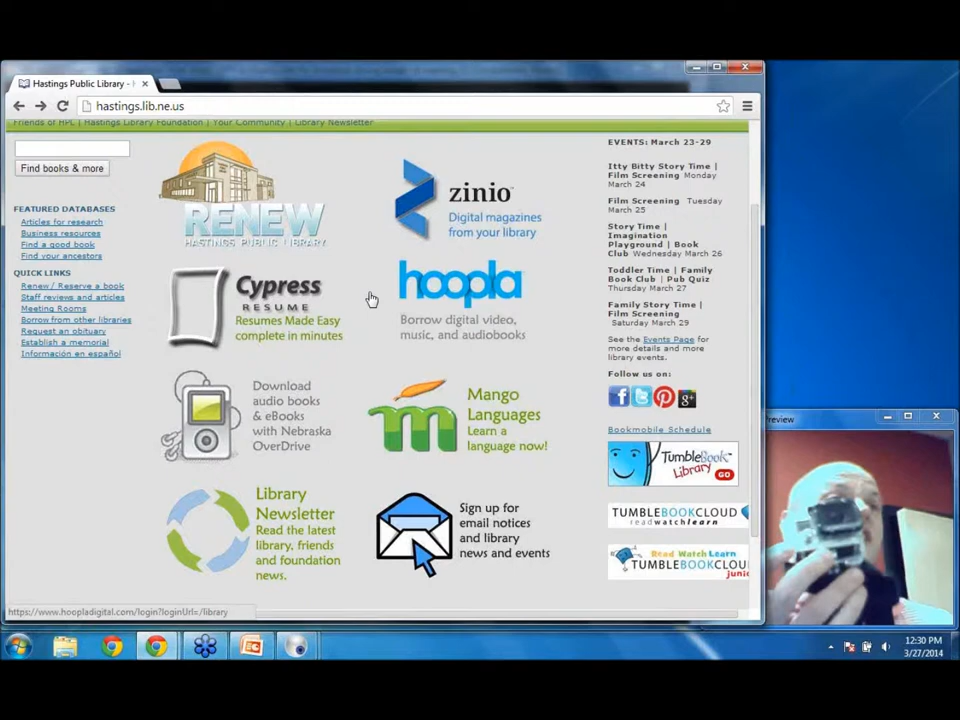 Hastings Public Library - H
hastings.lib.ne.us
Friends of HPL | Hastings Library Foundation | Your Community | Library Newsletter
Find books & more
FEATURED DATABASES
Articles for research
Business resources
Find a good book
Find your ancestors
QUICK LINKS
Renew / Reserve a book
Staff reviews and articles
Meeting Rooms
Borrow from other libraries
Request an obituary
Establish a memorial
Información en español
RENEW
HASTINGS PUBLIC LIBRARY
zinio
Digital magazines
from your library
Cypress
RESUME
Resumes Made Easy
complete in minutes
hoopla
Borrow digital video,
music, and audiobooks
Download
audio books
& eBooks
with Nebraska
OverDrive
Mango
Languages
Learn a
language now!
Library
Newsletter
Read the latest
library, friends
and foundation
news.
Sign up for
email notices
and library
news and events
EVENTS: March 23-29
Itty Bitty Story Time |
Film Screening Monday
March 24
Film Screening Tuesday
March 25
Story Time |
Imagination
Playground | Book
Club Wednesday March 26
Toddler Time | Family
Book Club | Pub Quiz
Thursday March 27
Family Story Time |
Film Screening
Saturday March 29
See the Events Page for
more details and more
library events.
Follow us on:
Bookmobile Schedule
TumbleBook
Library
GO
TUMBLEBOOKCLOUD
readwatchlearn
Read Watch Learn
TUMBLEBOOKCLOUD
junior
https://www.hoopladigital.com/login?loginUrl=/library
Preview
12:30 PM
3/27/2014